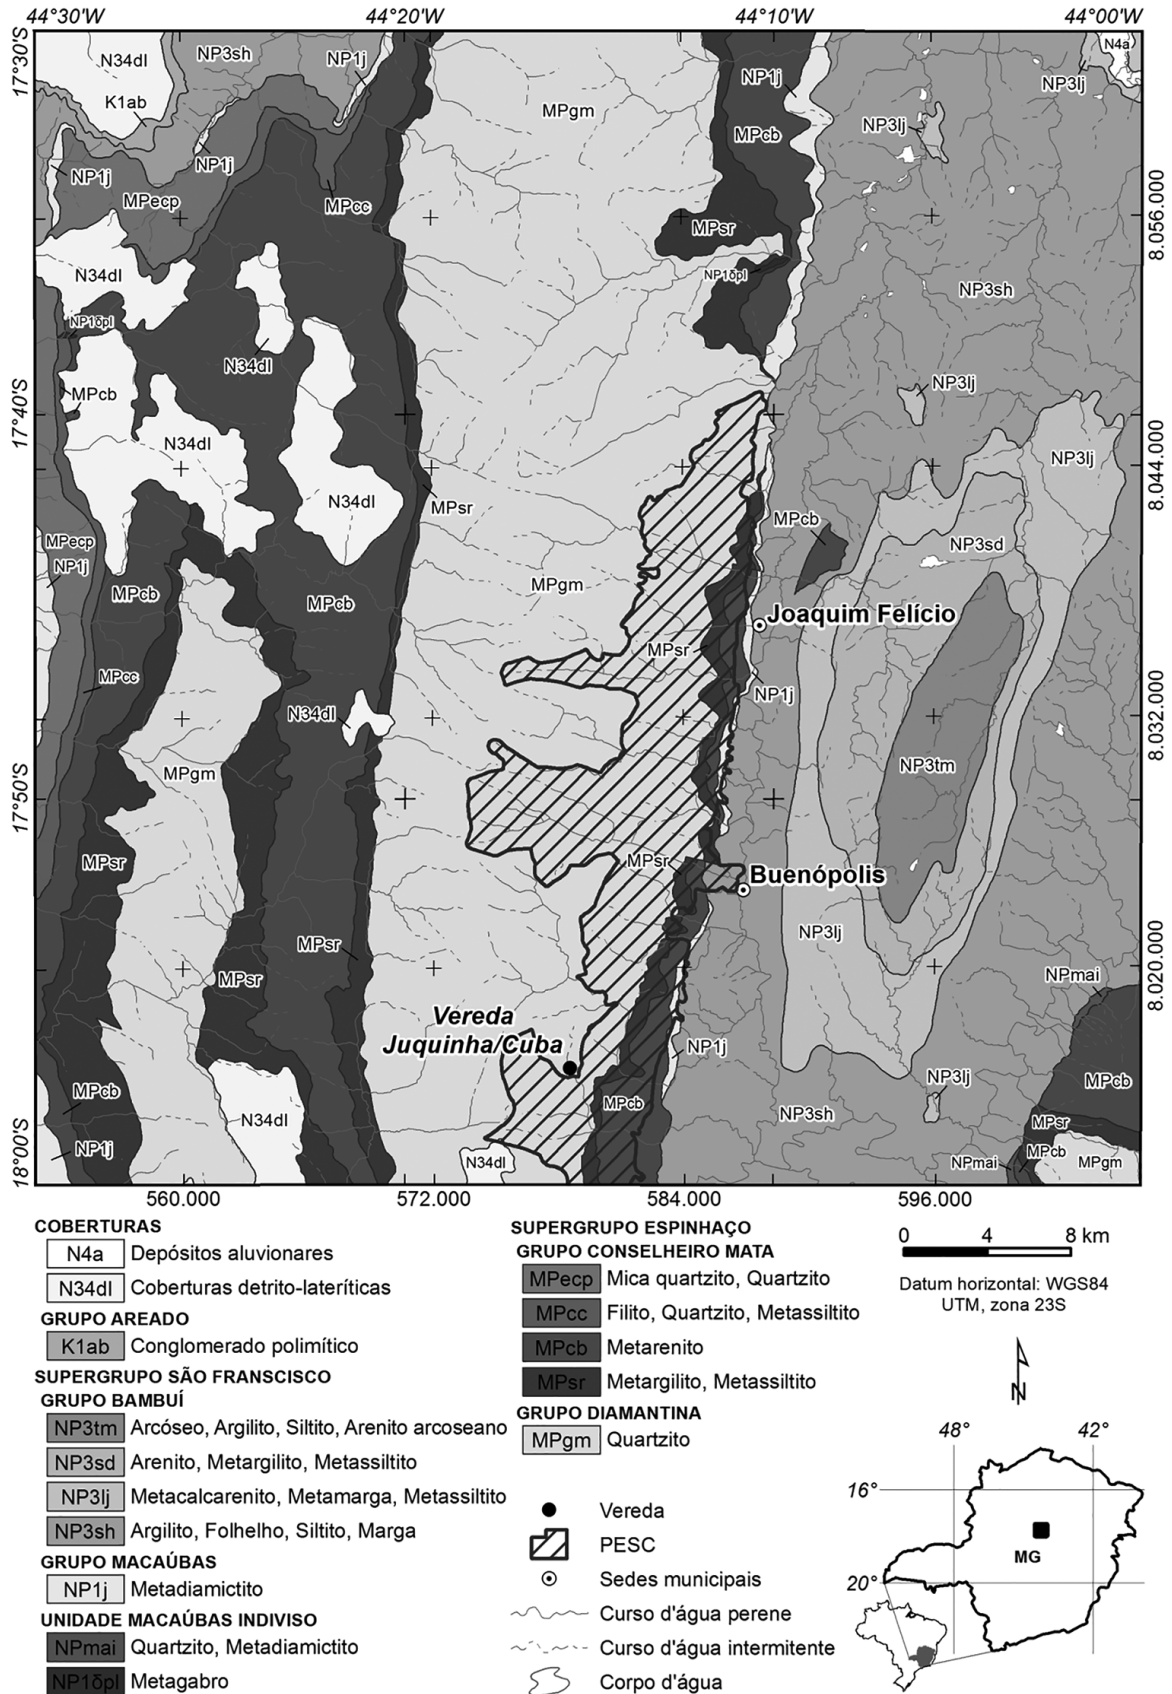 44°30'W 44°20'W 44°10'W 44°00'W
17°30'S
17°40'S
17°50'S
18°00'S
8.056.000
8.044.000
8.032.000
8.020.000
N34dl
NP3sh
NP1j
K1ab
NP1j
NP1j
MPecp
MPcc
MPgm
NP1j
MPcb
NP3lj
NP3lj
N4a
MPsr
NP1δpl
NP3sh
N34dl
NP1δpl
N34dl
MPcb
N34dl
N34dl
MPsr
NP3lj
NP3lj
MPcb
NP3sd
MPecp
NP1j
MPcb
MPcb
MPgm
Joaquim Felício
MPsr
MPcc
N34dl
NP1j
MPgm
NP3tm
MPsr
MPsr
Buenópolis
MPsr
MPsr
NP3lj
NPmai
Vereda
Juquinha/Cuba
NP1j
MPcb
NP1j
N34dl
MPcb
N34dl
NP3lj
NP3sh
MPcb
MPsr
MPcb
NPmai
MPgm
560.000 572.000 584.000 596.000
COBERTURAS
N4a Depósitos aluvionares
N34dl Coberturas detrito-lateríticas
GRUPO AREADO
K1ab Conglomerado polimítico
SUPERGRUPO SÃO FRANSCISCO
GRUPO BAMBUÍ
NP3tm Arcóseo, Argilito, Siltito, Arenito arcoseano
NP3sd Arenito, Metargilito, Metassiltito
NP3lj Metacalcarenito, Metamarga, Metassiltito
NP3sh Argilito, Folhelho, Siltito, Marga
GRUPO MACAÚBAS
NP1j Metadiamictito
UNIDADE MACAÚBAS INDIVISO
NPmai Quartzito, Metadiamictito
NP1δpl Metagabro
SUPERGRUPO ESPINHAÇO
GRUPO CONSELHEIRO MATA
MPecp Mica quartzito, Quartzito
MPcc Filito, Quartzito, Metassiltito
MPcb Metarenito
MPsr Metargilito, Metassiltito
GRUPO DIAMANTINA
MPgm Quartzito
Vereda
PESC
Sedes municipais
Curso d'água perene
Curso d'água intermitente
Corpo d'água
0 4 8 km
Datum horizontal: WGS84
UTM, zona 23S
N
48° 42°
16°
MG
20°